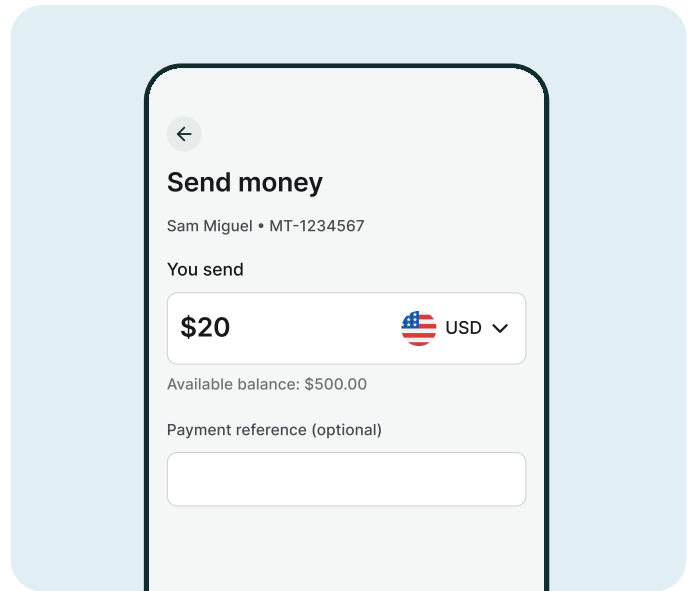 Send money
Sam Miguel • MT-1234567
You send
$20 USD
Available balance: $500.00
Payment reference (optional)